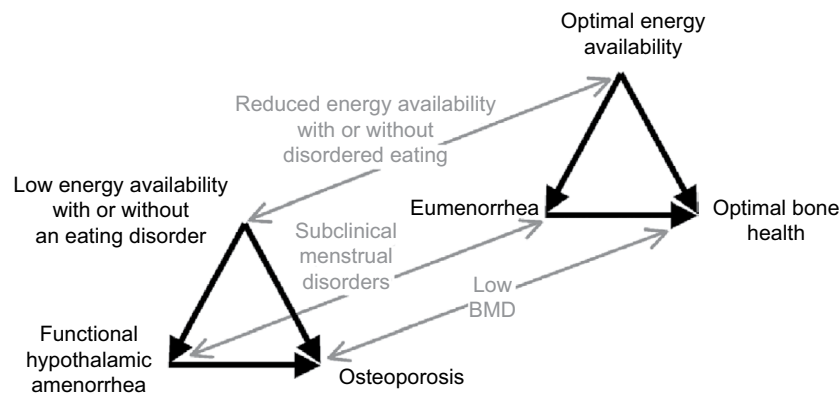 Optimal energy
availability
Reduced energy availability
with or without
disordered eating
Low energy availability
with or without
an eating disorder
Eumenorrhea
Optimal bone
health
Subclinical
menstrual
disorders
Low
BMD
Functional
hypothalamic
amenorrhea
Osteoporosis